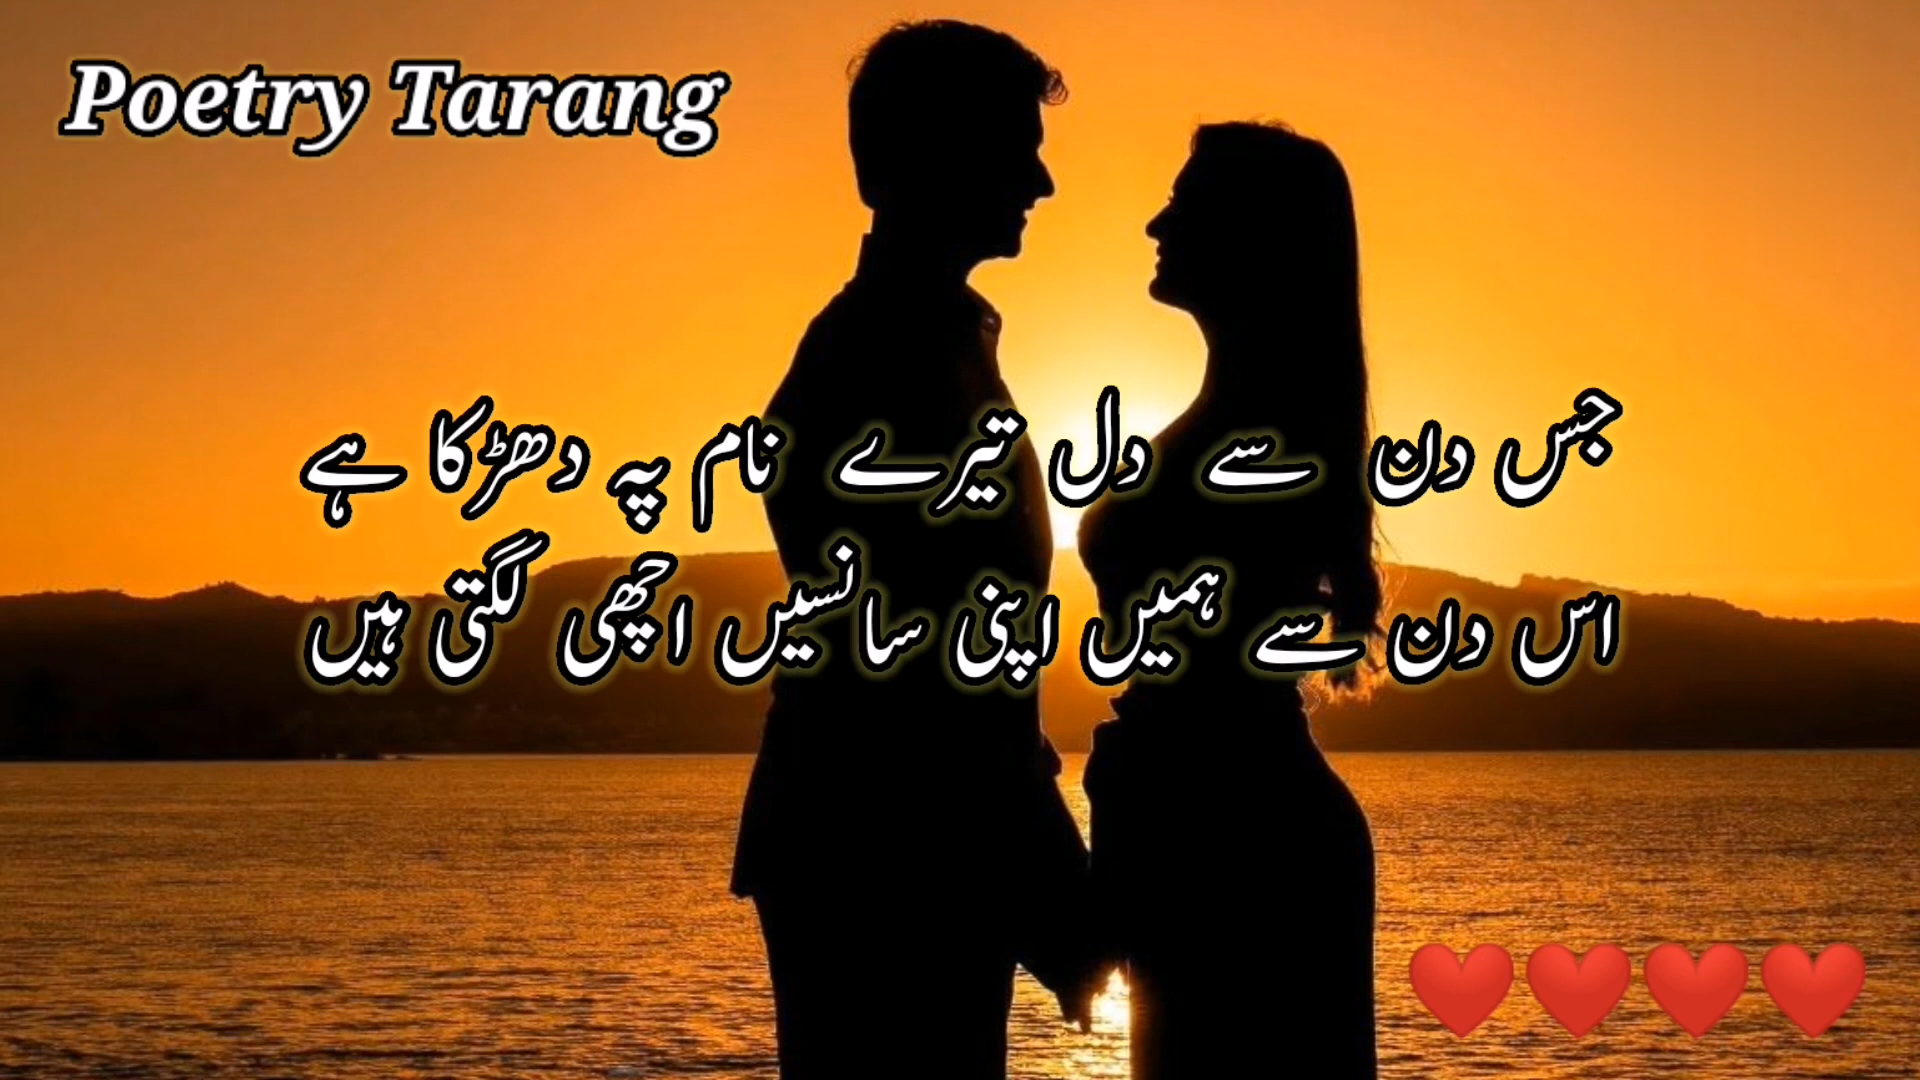 Poetry Tarang
جس دن سے دل تیرے نام پہ دھڑکا ہے
اس دن سے ہمیں اپنی سانسیں اچھی لگتی ہیں